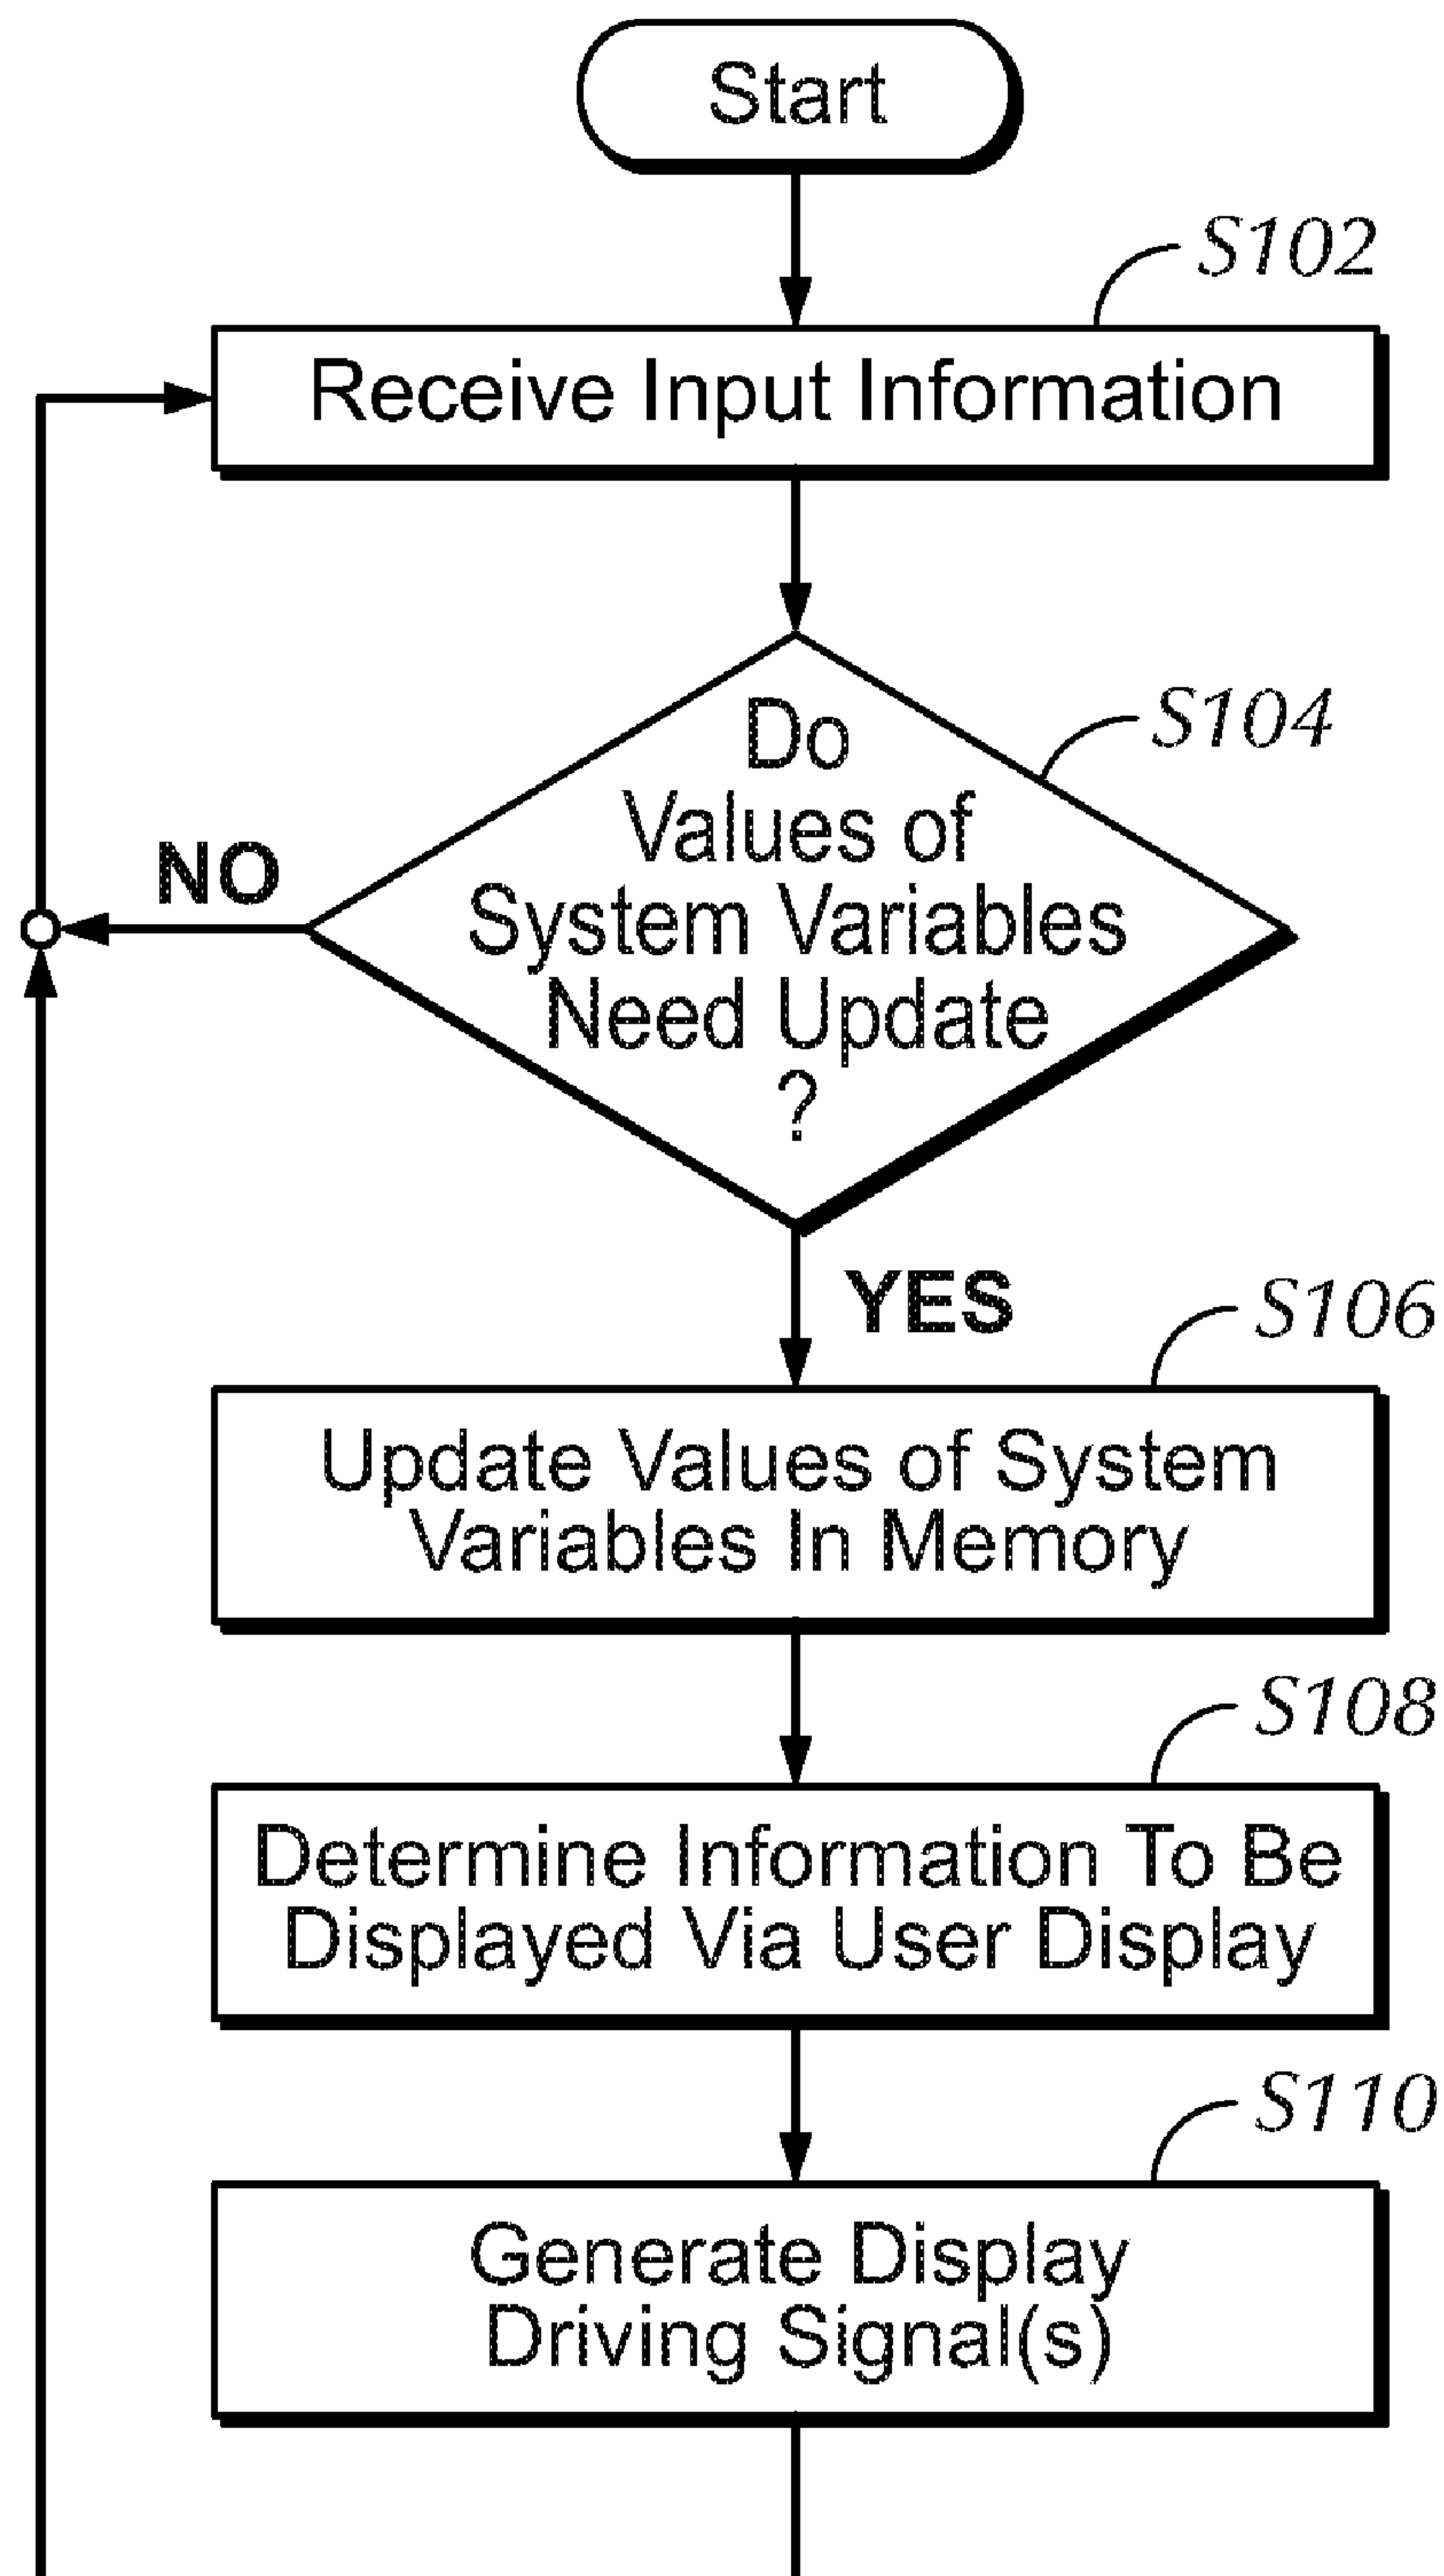 Start
S102
Receive Input Information
S104
Do
Values of
System Variables
Need Update
?
NO
YES
S106
Update Values of System
Variables In Memory
S108
Determine Information To Be
Displayed Via User Display
S110
Generate Display
Driving Signal(s)